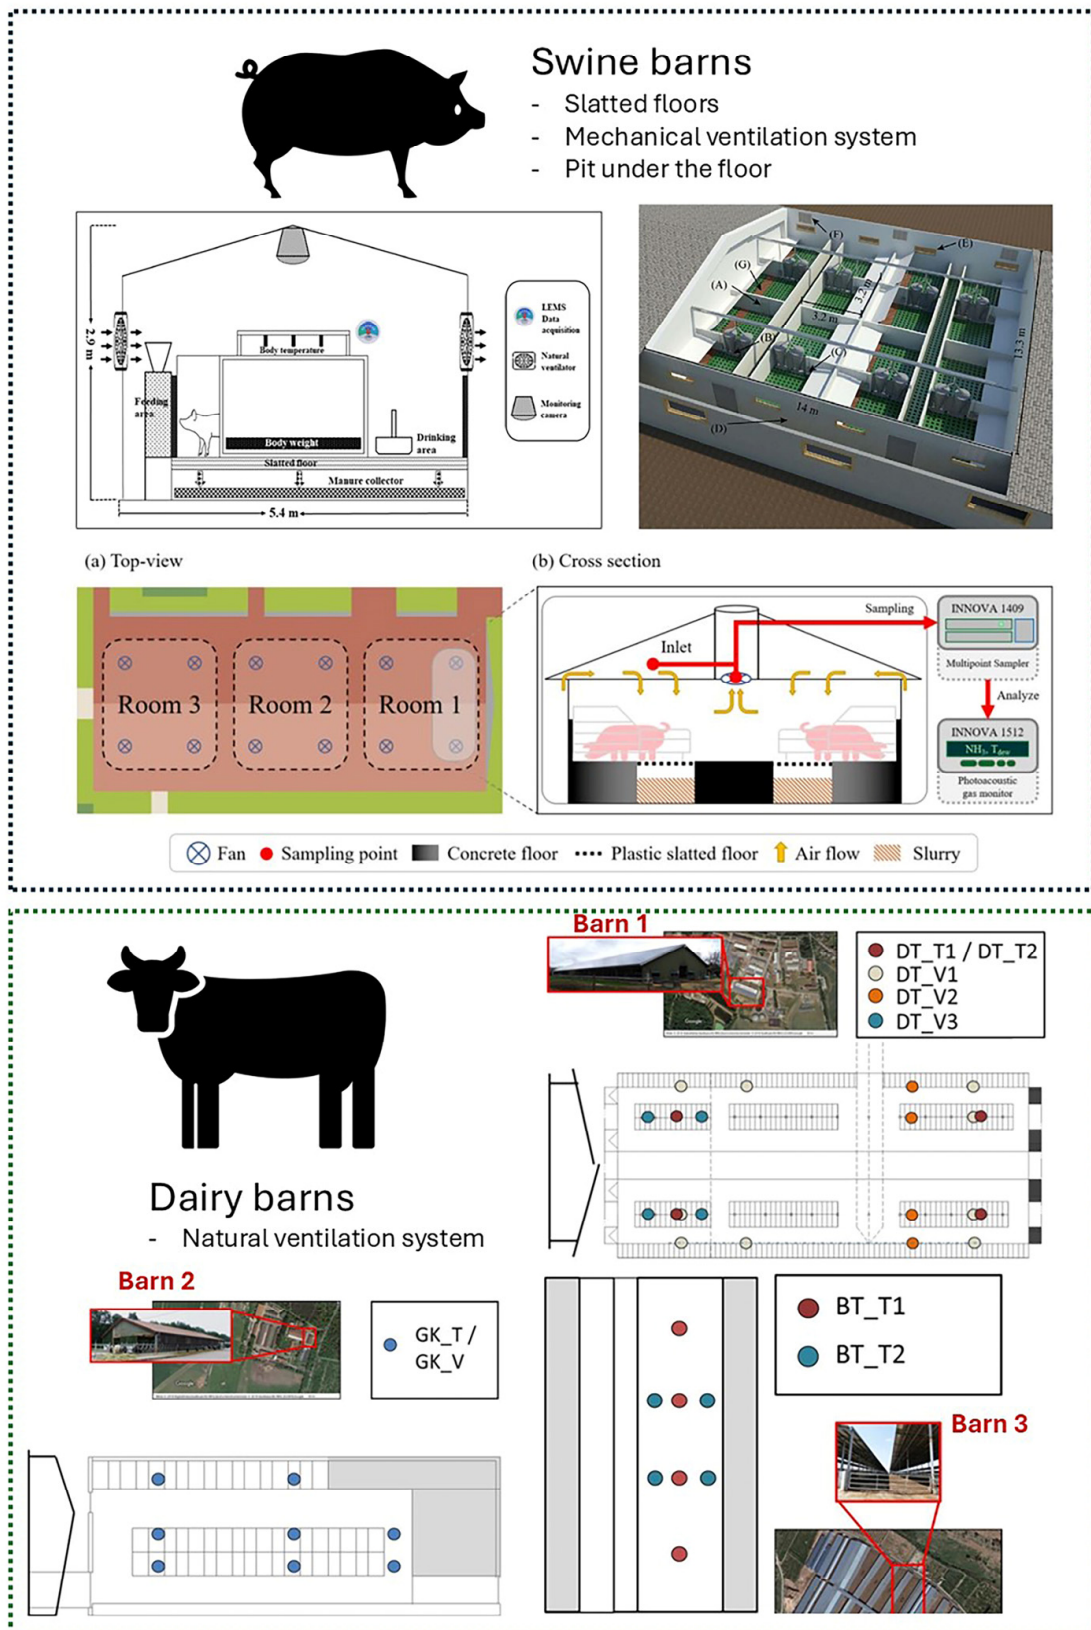 Swine barns
- Slatted floors
- Mechanical ventilation system
- Pit under the floor
2.9 m
Body temperature
Feeding
area
Body weight
Drinking
area
Slatted floor
Manure collector
5.4 m
LEMS
Data
acquisition
Natural
ventilator
Monitoring
camera
(F)
(E)
(G)
(A)
3.2 m
3.2 m
(B)
(C)
13.3 m
14 m
(D)
(a) Top-view
(b) Cross section
Room 3
Room 2
Room 1
Inlet
Sampling
INNOVA 1409
Multipoint Sampler
Analyze
INNOVA 1512
NH₃, Tdew
Photoacoustic
gas monitor
Fan
Sampling point
Concrete floor
Plastic slatted floor
Air flow
Slurry
Barn 1
Google
DT_T1 / DT_T2
DT_V1
DT_V2
DT_V3
Dairy barns
- Natural ventilation system
Barn 2
Google
GK_T /
GK_V
BT_T1
BT_T2
Barn 3